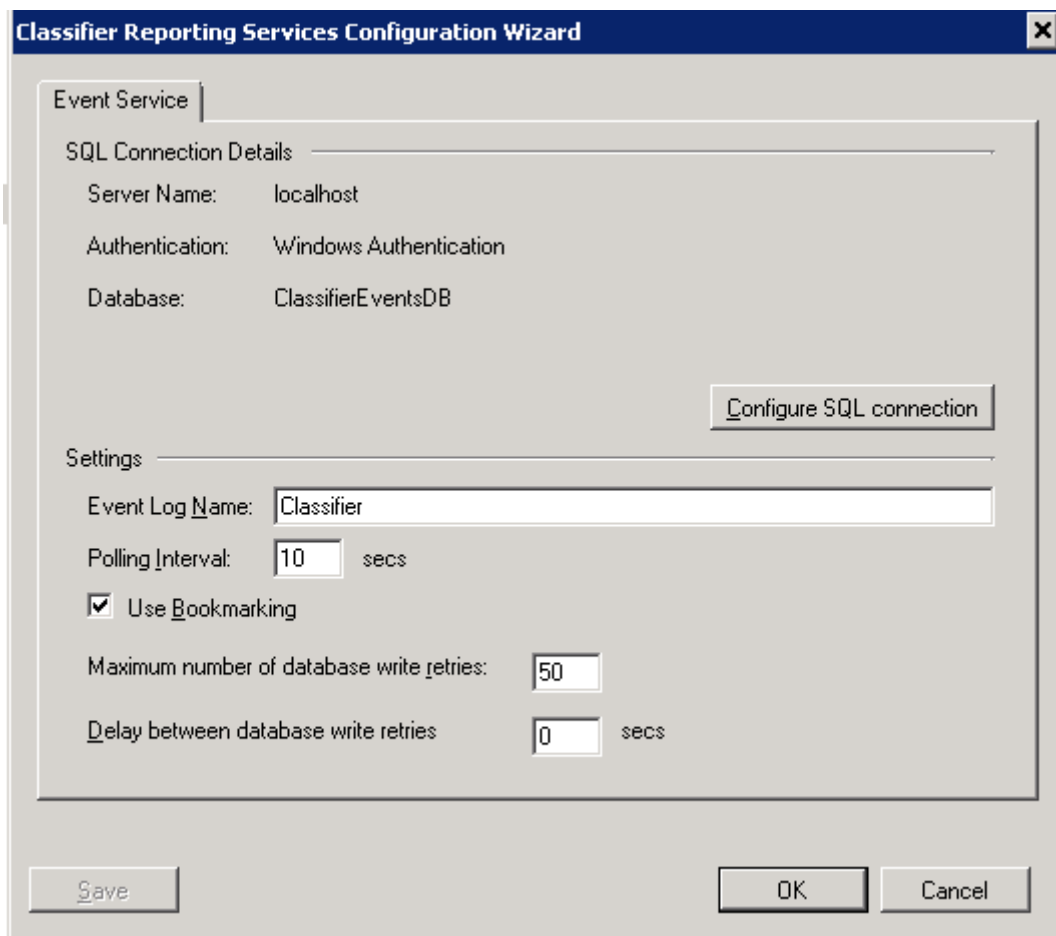 Classifier Reporting Services Configuration Wizard
Event Service
SQL Connection Details
Server Name: localhost
Authentication: Windows Authentication
Database: ClassifierEventsDB
Configure SQL connection
Settings
Event Log Name: Classifier
Polling Interval: 10 secs
Use Bookmarking
Maximum number of database write retries: 50
Delay between database write retries 0 secs
Save OK Cancel